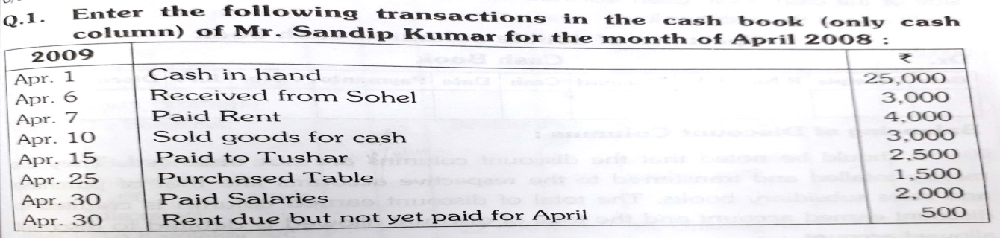 Q.1. Enter the following transactions in the cash book (only cash
column) of Mr. Sandip Kumar for the month of April 2008 :
2009 ₹
Apr. 1 Cash in hand 25,000
Apr. 6 Received from Sohel 3,000
Apr. 7 Paid Rent 4,000
Apr. 10 Sold goods for cash 3,000
Apr. 15 Paid to Tushar 2,500
Apr. 25 Purchased Table 1,500
Apr. 30 Paid Salaries 2,000
Apr. 30 Rent due but not yet paid for April 500